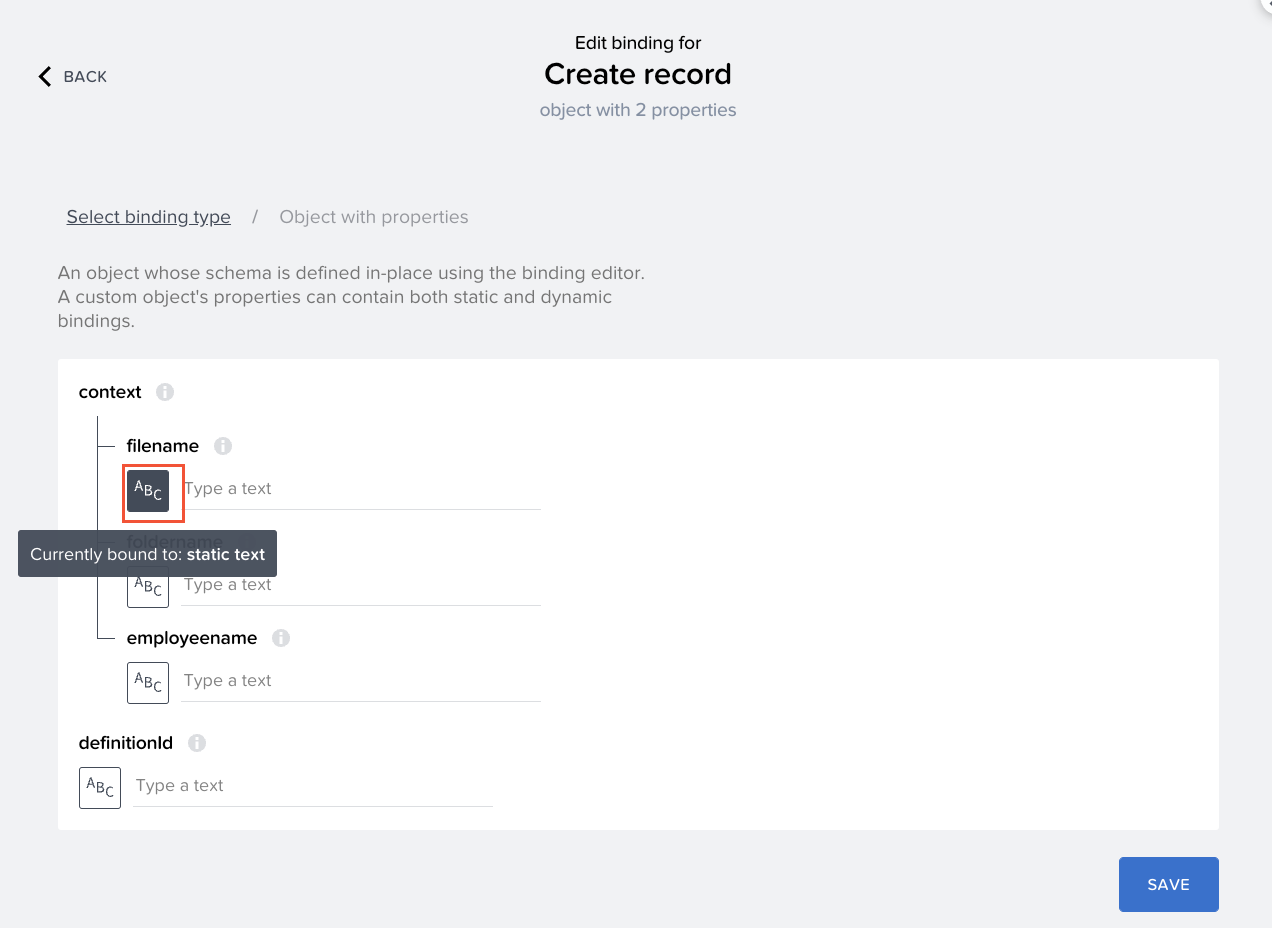 Edit binding for
BACK
Create record
object with 2 properties
Select binding type / Object with properties
An object whose schema is defined in-place using the binding editor.
A custom object's properties can contain both static and dynamic
bindings.
context
filename
ABC Type a text
foldername
Currently bound to: static text
ABC Type a text
employeename
ABC Type a text
definitionId
ABC Type a text
SAVE